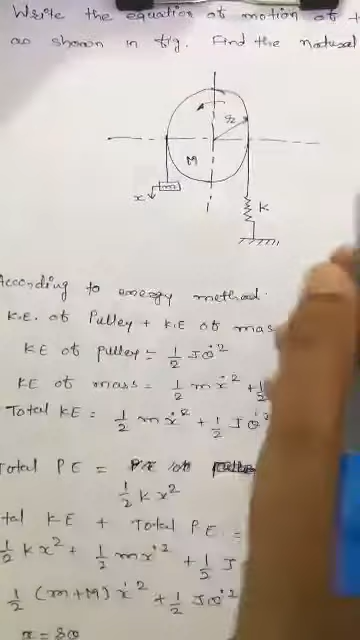 Write the equation of motion of
as shown in fig. Find the natural
r
M
m
x
K
According to energy method.
K.E. of Pulley + K.E of mas
KE of pulley = 1/2 Jθ̇²
KE of mass = 1/2 mẋ² + 1/2
Total KE = 1/2 mẋ² + 1/2 Jθ̇²
Total PE =
1/2 kx²
tal KE + Total PE =
1/2 kx² + 1/2 mẋ² + 1/2 J
1/2 (m+M) ẋ² + 1/2 Jθ̇²